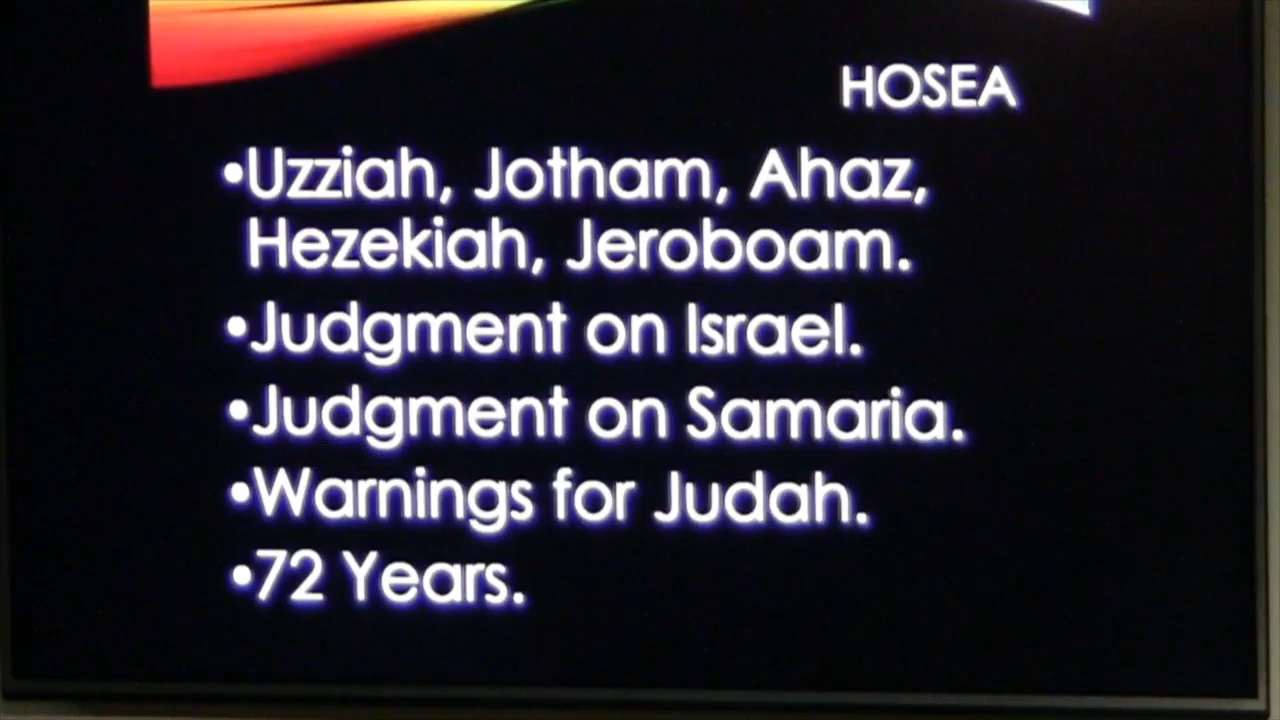 HOSEA
•Uzziah, Jotham, Ahaz,
Hezekiah, Jeroboam.
•Judgment on Israel.
•Judgment on Samaria.
•Warnings for Judah.
•72 Years.